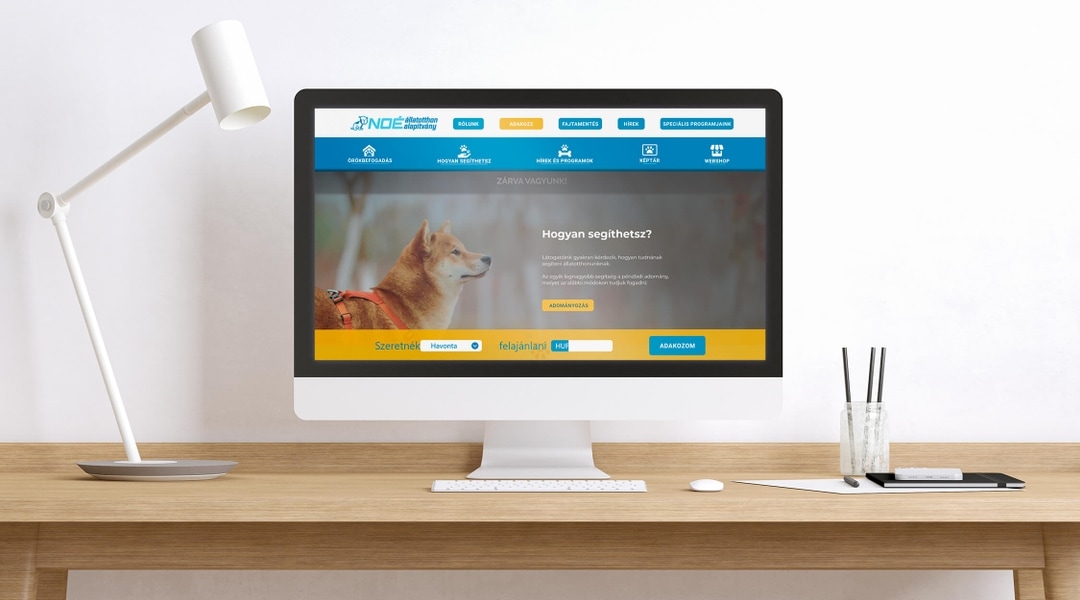 NOÉ állatotthon
alapítvány
RÓLUNK
ADAKOZZ
FAJTAMENTÉS
HÍREK
SPECIÁLIS PROGRAMJAINK
ÖRÖKBEFOGADÁS
HOGYAN SEGÍTHETSZ
HÍREK ÉS PROGRAMOK
KÉPTÁR
WEBSHOP
ZÁRVA VAGYUNK!
Hogyan segíthetsz?
Látogatóink gyakran kérdezik, hogyan tudnának
segíteni állatotthonunknak.
Az egyik legnagyobb segítség a pénzbeli adomány,
melyet az alábbi módokon tudjuk fogadni:
ADOMÁNYOZÁS
Szeretnék Havonta felajánlani HUF
ADAKOZOM